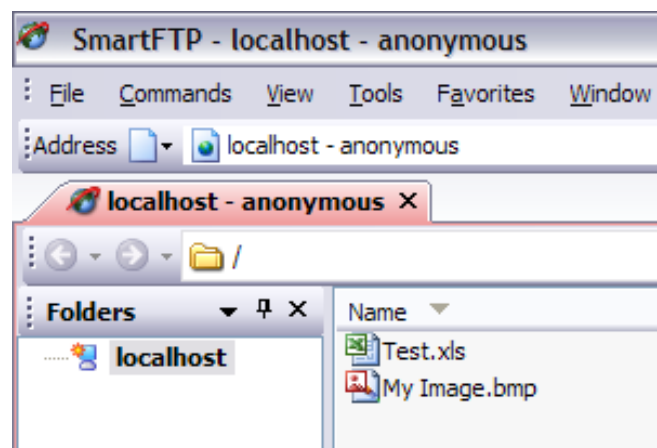 SmartFTP - localhost - anonymous
File Commands View Tools Favorites Window
Address localhost - anonymous
localhost - anonymous
/
Folders
localhost
Name
Test.xls
My Image.bmp